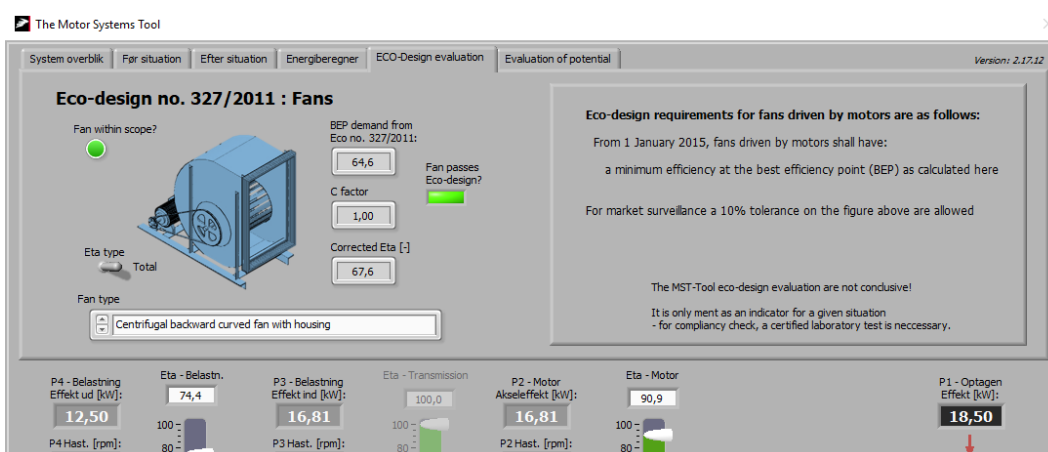 The Motor Systems Tool
System overblik
Før situation
Efter situation
Energiberegner
ECO-Design evaluation
Evaluation of potential
Version: 2.17.12
Eco-design no. 327/2011 : Fans
Fan within scope?
BEP demand from
Eco no. 327/2011:
64,6
Fan passes
Eco-design?
C factor
1,00
Corrected Eta [-]
67,6
Eta type
Total
Fan type
Centrifugal backward curved fan with housing
Eco-design requirements for fans driven by motors are as follows:
From 1 January 2015, fans driven by motors shall have:
a minimum efficiency at the best efficiency point (BEP) as calculated here
For market surveillance a 10% tolerance on the figure above are allowed
The MST-Tool eco-design evaluation are not conclusive!
It is only ment as an indicator for a given situation
- for compliancy check, a certified laboratory test is neccessary.
P4 - Belastning
Effekt ud [kW]:
12,50
P4 Hast. [rpm]:
Eta - Belastn.
74,4
100
80
P3 - Belastning
Effekt ind [kW]:
16,81
P3 Hast. [rpm]:
Eta - Transmission
100,0
100
80
P2 - Motor
Akseleffekt [kW]:
16,81
P2 Hast. [rpm]:
Eta - Motor
90,9
100
80
P1 - Optagen
Effekt [kW]:
18,50